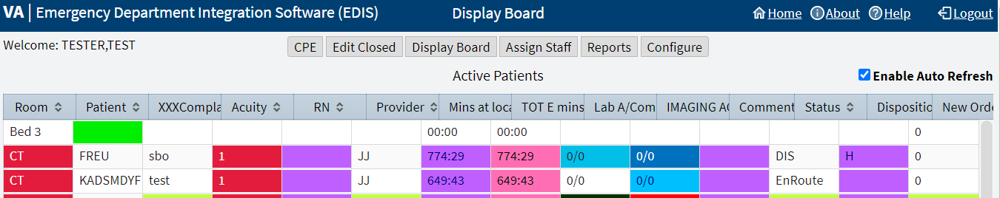 VA | Emergency Department Integration Software (EDIS) Display Board Home About Help Logout
Welcome: TESTER,TEST CPE Edit Closed Display Board Assign Staff Reports Configure
Active Patients Enable Auto Refresh
Room Patient XXXCompla Acuity RN Provider Mins at loca TOT E mins Lab A/Com IMAGING AC Comment Status Dispositio New Orde
Bed 3 00:00 00:00 0
CT FREU sbo 1 JJ 774:29 774:29 0/0 0/0 DIS H 0
CT KADSMDYF test 1 JJ 649:43 649:43 0/0 0/0 EnRoute 0